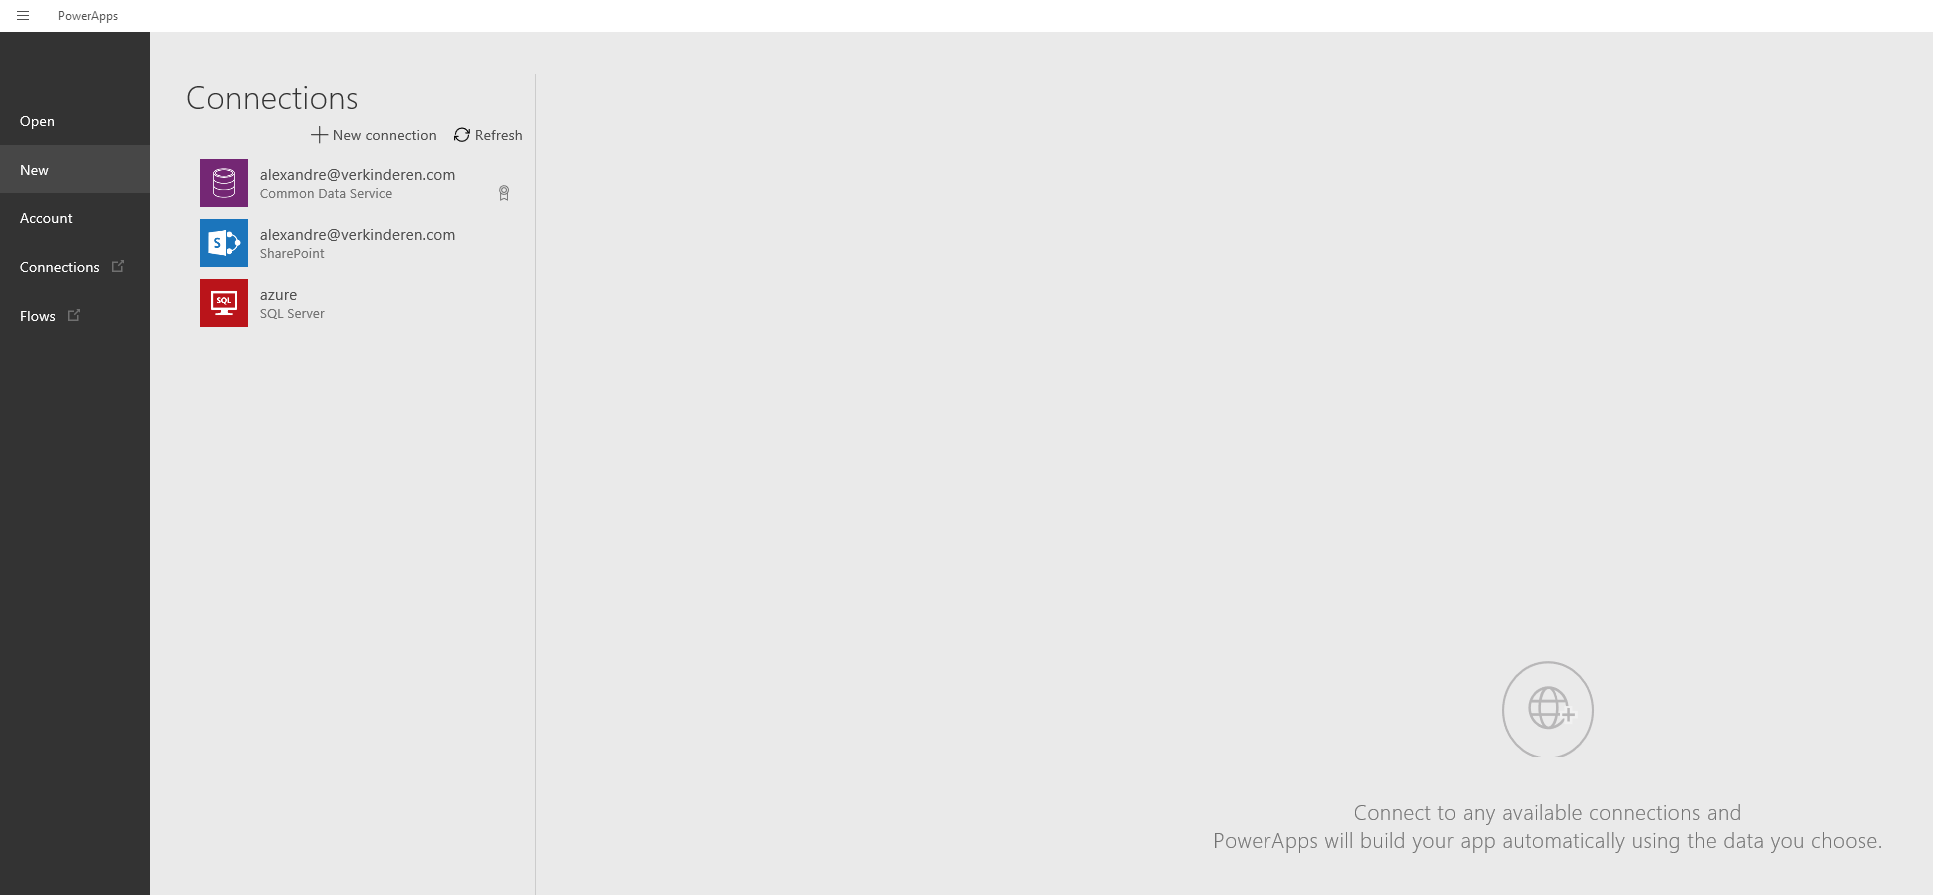 PowerApps
Open
New
Account
Connections
Flows
Connections
New connection
Refresh
alexandre@verkinderen.com
Common Data Service
S
alexandre@verkinderen.com
SharePoint
SQL
azure
SQL Server
Connect to any available connections and
PowerApps will build your app automatically using the data you choose.